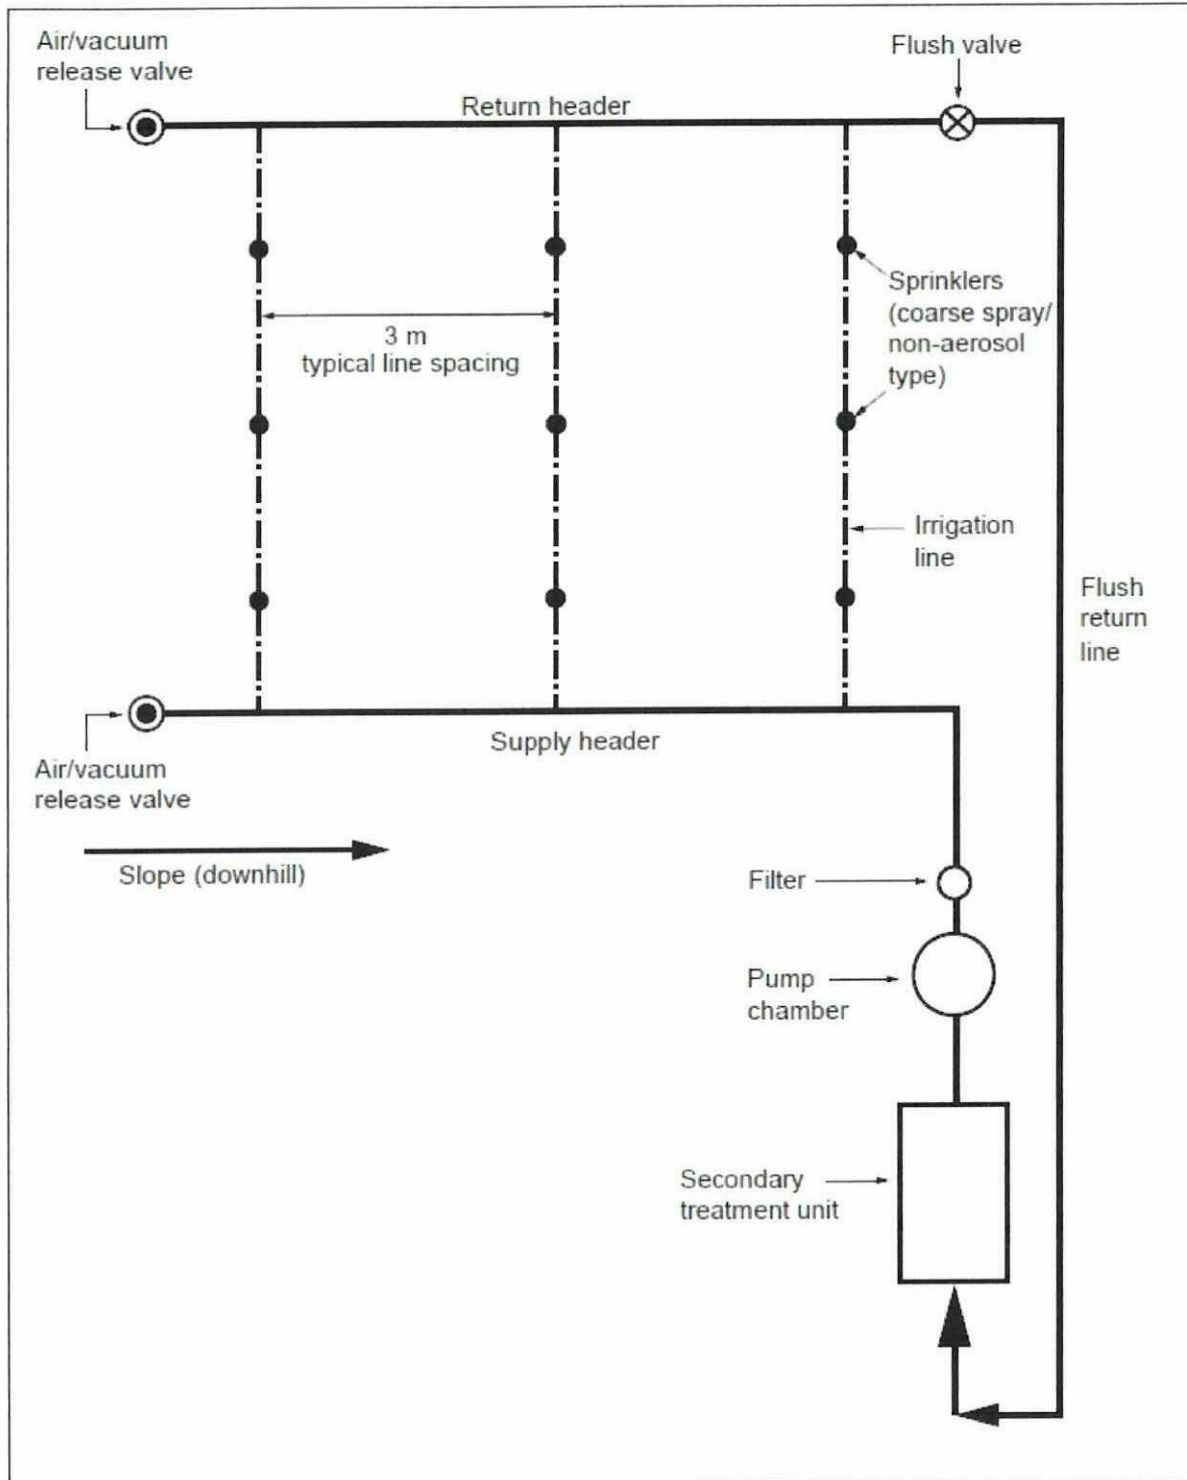 Air/vacuum
release valve
Flush valve
Return header
Sprinklers
(coarse spray/
non-aerosol
type)
3 m
typical line spacing
Irrigation
line
Flush
return
line
Supply header
Air/vacuum
release valve
Slope (downhill)
Filter
Pump
chamber
Secondary
treatment unit